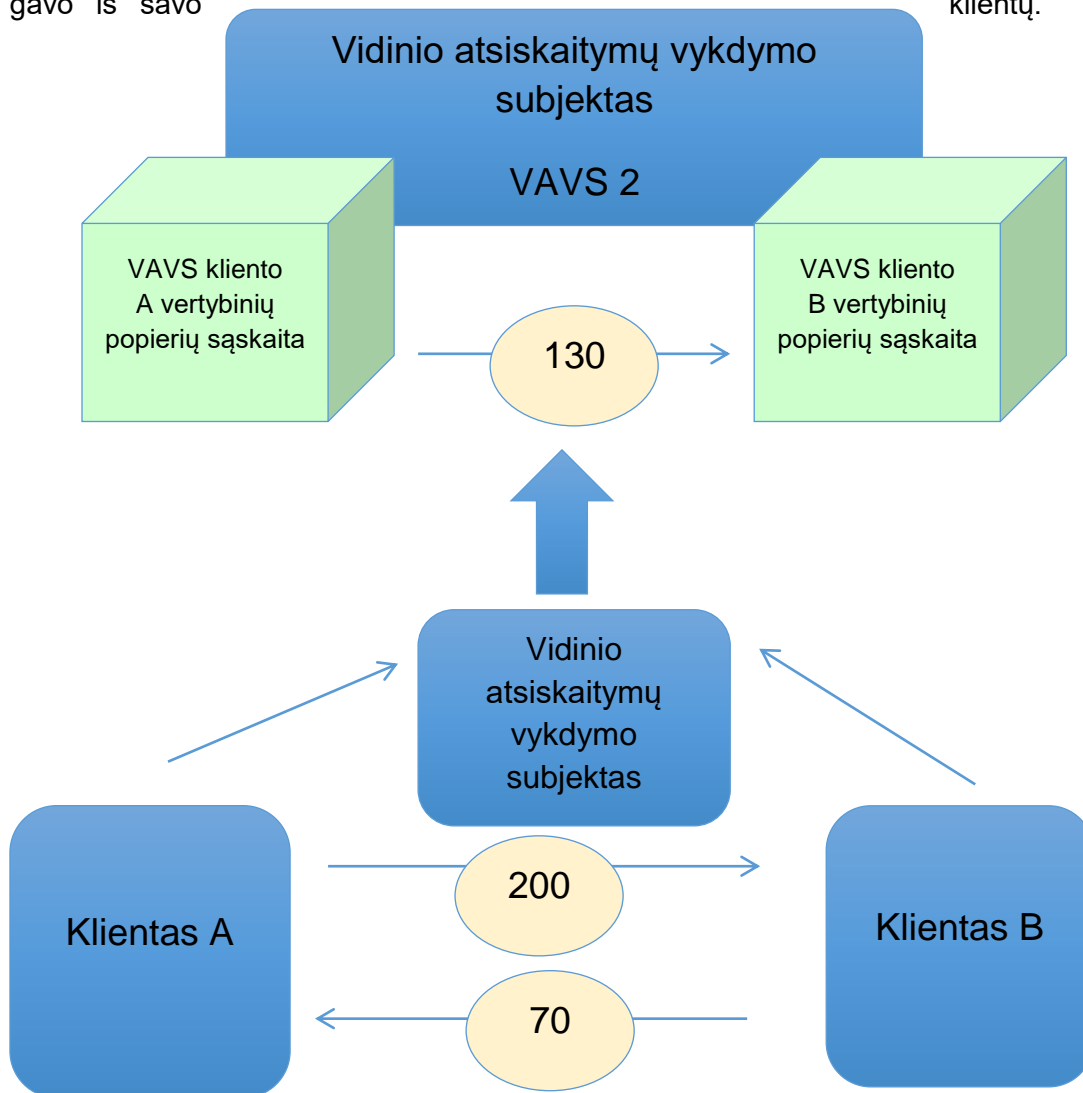 gavo iš savo klientų.
Vidinio atsiskaitymų vykdymo
subjektas
VAVS 2
VAVS kliento
A vertybinių
popierių sąskaita
VAVS kliento
B vertybinių
popierių sąskaita
130
Vidinio
atsiskaitymų
vykdymo
subjektas
200
Klientas A
Klientas B
70